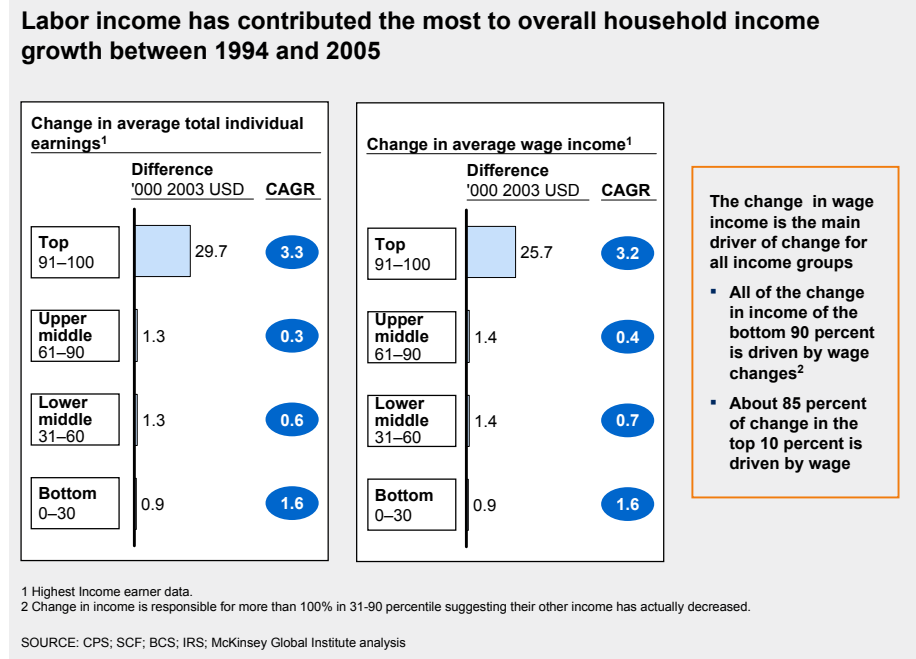 Labor income has contributed the most to overall household income
growth between 1994 and 2005
Change in average total individual
earnings1
Difference
'000 2003 USD CAGR
Top
91–100
29.7 3.3
Upper
middle
61–90
1.3 0.3
Lower
middle
31–60
1.3 0.6
Bottom
0–30
0.9 1.6
Change in average wage income1
Difference
'000 2003 USD CAGR
Top
91–100
25.7 3.2
Upper
middle
61–90
1.4 0.4
Lower
middle
31–60
1.4 0.7
Bottom
0–30
0.9 1.6
The change in wage
income is the main
driver of change for
all income groups
▪ All of the change
in income of the
bottom 90 percent
is driven by wage
changes2
▪ About 85 percent
of change in the
top 10 percent is
driven by wage
1 Highest Income earner data.
2 Change in income is responsible for more than 100% in 31-90 percentile suggesting their other income has actually decreased.
SOURCE: CPS; SCF; BCS; IRS; McKinsey Global Institute analysis